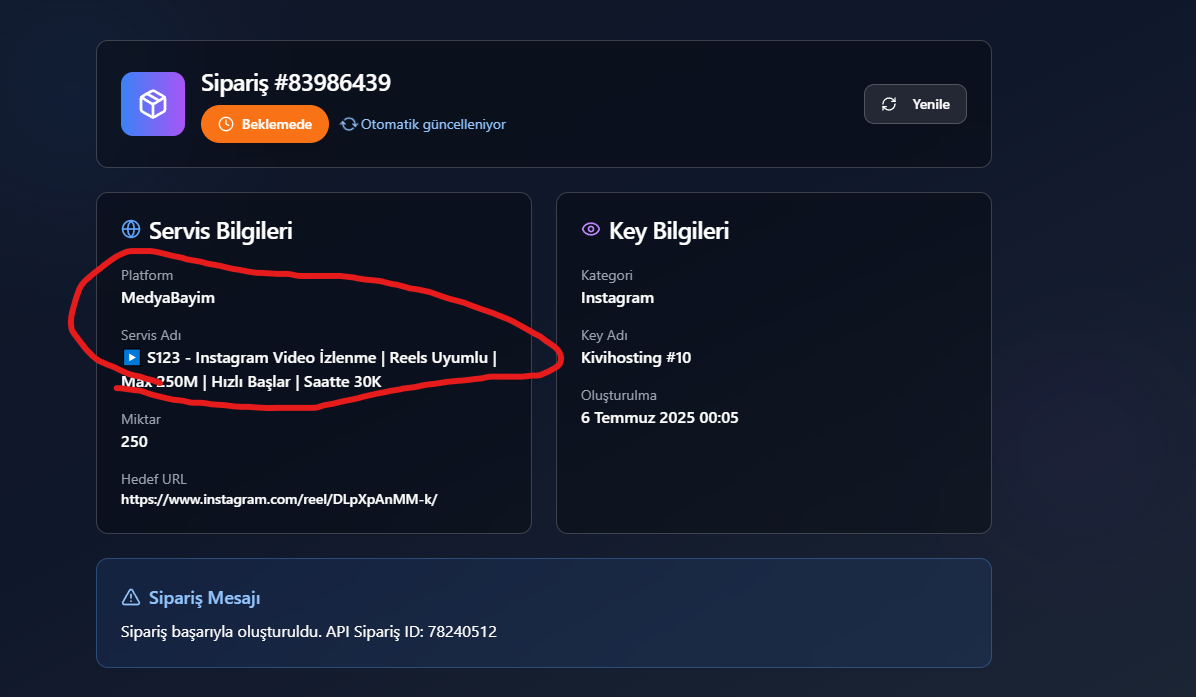 Sipariş #83986439
Beklemede
Otomatik güncelleniyor
Yenile
Servis Bilgileri
Platform
MedyaBayim
Servis Adı
S123 - Instagram Video İzlenme | Reels Uyumlu |
Max 250M | Hızlı Başlar | Saatte 30K
Miktar
250
Hedef URL
https://www.instagram.com/reel/DLpXpAnMM-k/
Key Bilgileri
Kategori
Instagram
Key Adı
Kivihosting #10
Oluşturulma
6 Temmuz 2025 00:05
Sipariş Mesajı
Sipariş başarıyla oluşturuldu. API Sipariş ID: 78240512